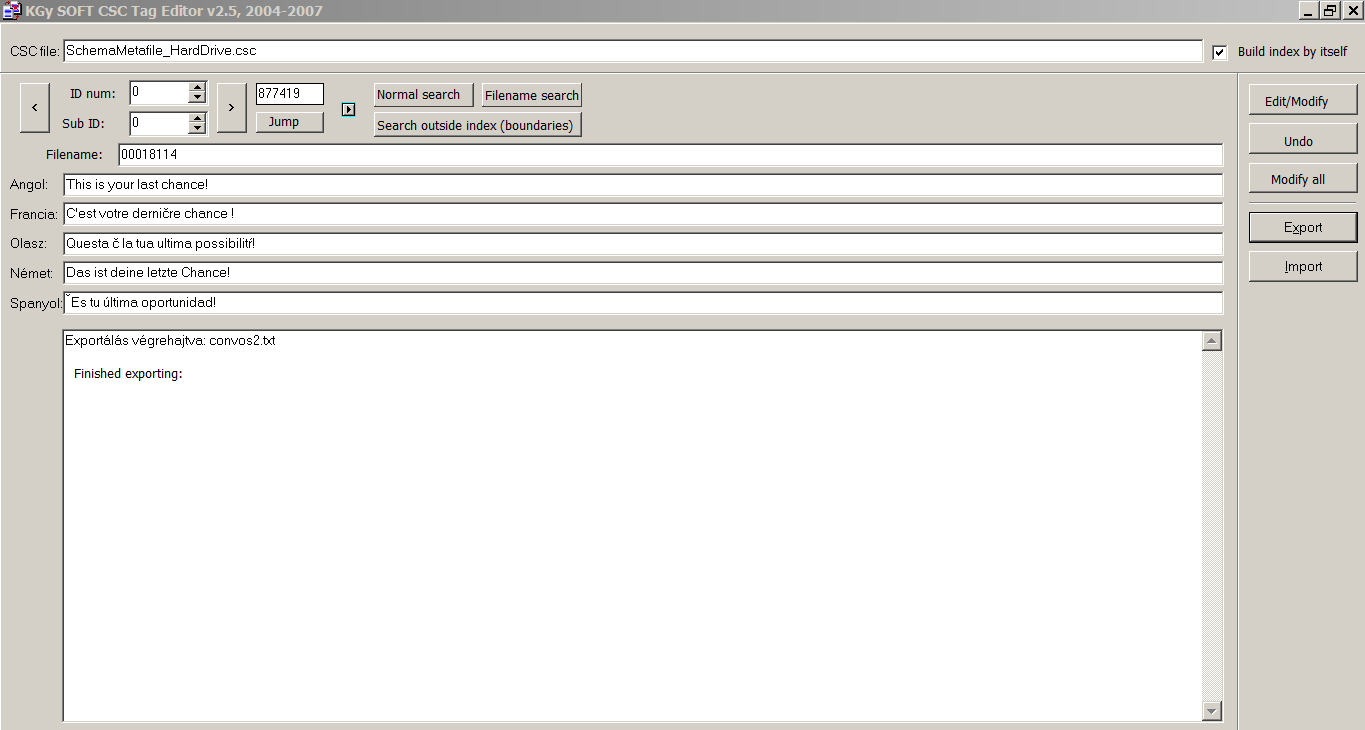 KGy SOFT CSC Tag Editor v2.5, 2004-2007
CSC file: SchemaMetafile_HardDrive.csc Build index by itself
< ID num: 0 > 877419 Normal search Filename search Edit/Modify
Sub ID: 0 Jump Search outside index (boundaries) Undo
Filename: 00018114
Angol: This is your last chance! Modify all
Francia: C'est votre derničre chance !
Export
Olasz: Questa č la tua ultima possibilitŕ!
Német: Das ist deine letzte Chance! Import
Spanyol: ˇEs tu última oportunidad!
Exportálás végrehajtva: convos2.txt
Finished exporting: